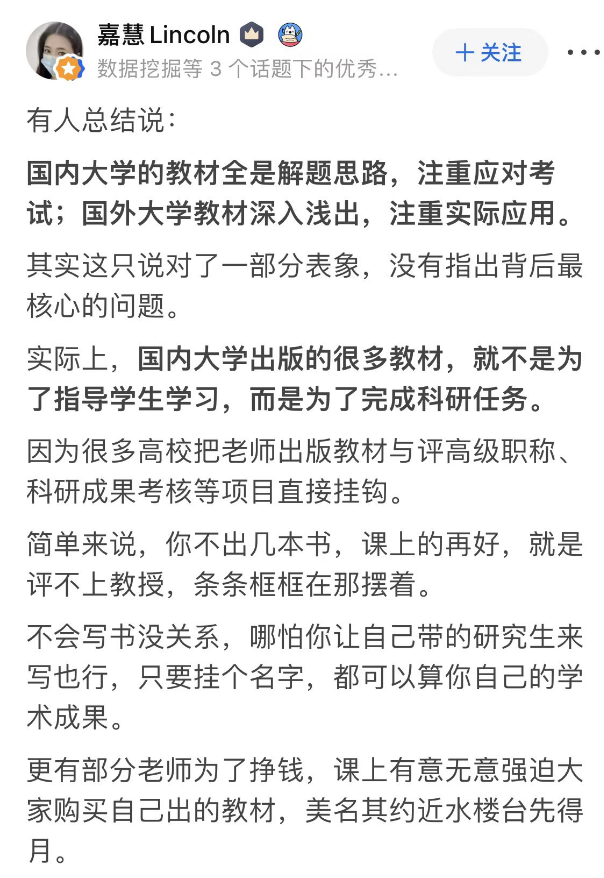 嘉慧Lincoln
数据挖掘等 3 个话题下的优秀...
+ 关注
有人总结说：
国内大学的教材全是解题思路，注重应对考
试；国外大学教材深入浅出，注重实际应用。
其实这只说对了一部分表象，没有指出背后最
核心的问题。
实际上，国内大学出版的很多教材，就不是为
了指导学生学习，而是为了完成科研任务。
因为很多高校把老师出版教材与评高级职称、
科研成果考核等项目直接挂钩。
简单来说，你不出几本书，课上的再好，就是
评不上教授，条条框框在那摆着。
不会写书没关系，哪怕你让自己带的研究生来
写也行，只要挂个名字，都可以算你自己的学
术成果。
更有部分老师为了挣钱，课上有意无意强迫大
家购买自己出的教材，美名其约近水楼台先得
月。